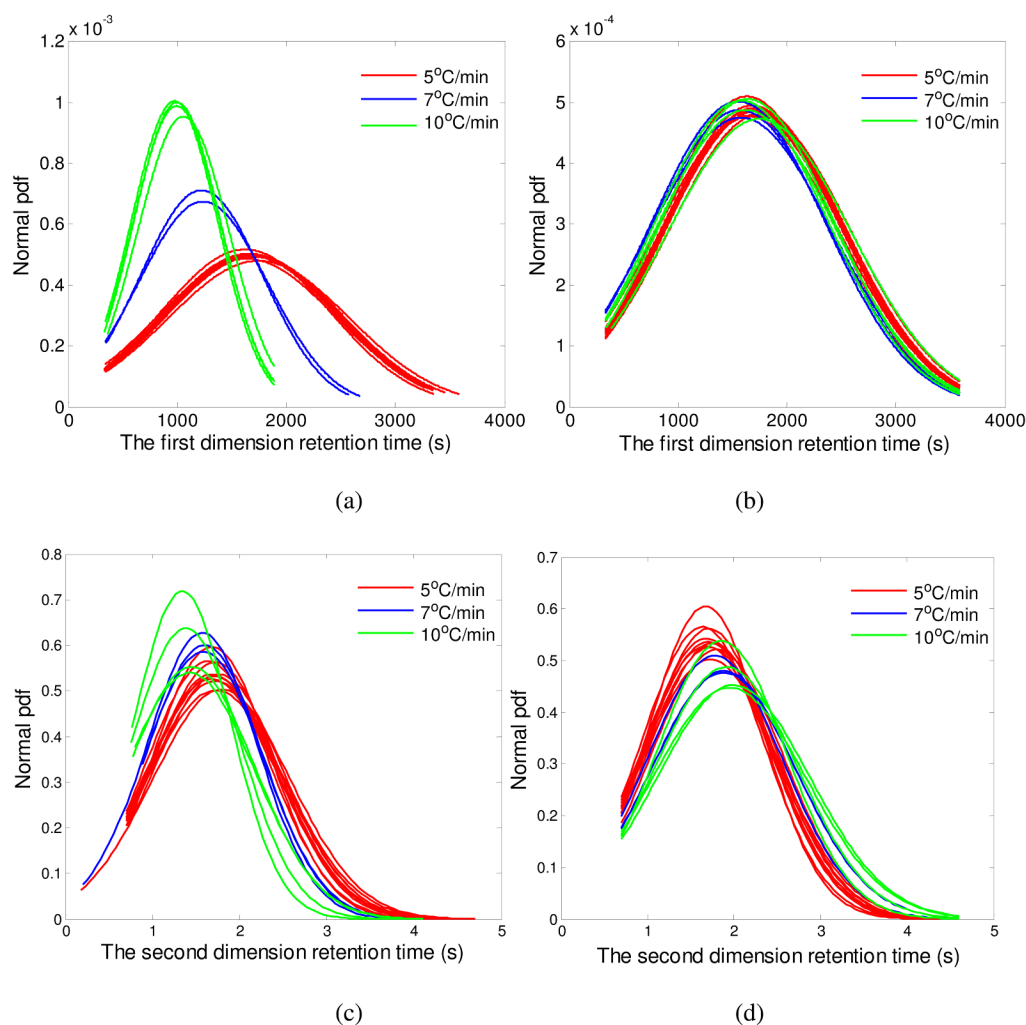 x 10⁻³
1.2
1
0.8
0.6
0.4
0.2
0
0 1000 2000 3000 4000
Normal pdf
The first dimension retention time (s)
5°C/min
7°C/min
10°C/min
(a)
x 10⁻⁴
6
5
4
3
2
1
0
0 1000 2000 3000 4000
Normal pdf
The first dimension retention time (s)
5°C/min
7°C/min
10°C/min
(b)
0.8
0.7
0.6
0.5
0.4
0.3
0.2
0.1
0
0 1 2 3 4 5
Normal pdf
The second dimension retention time (s)
5°C/min
7°C/min
10°C/min
(c)
0.7
0.6
0.5
0.4
0.3
0.2
0.1
0
0 1 2 3 4 5
Normal pdf
The second dimension retention time (s)
5°C/min
7°C/min
10°C/min
(d)